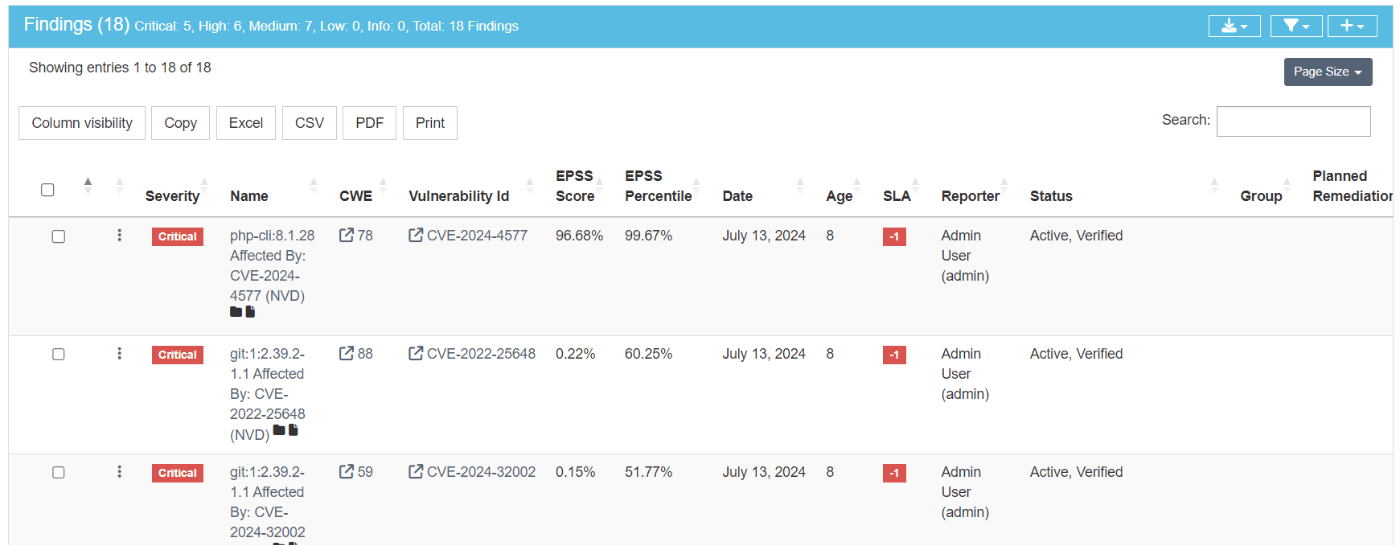 Findings (18) Critical: 5, High: 6, Medium: 7, Low: 0, Info: 0, Total: 18 Findings
Showing entries 1 to 18 of 18
Page Size
Column visibility Copy Excel CSV PDF Print Search:
Severity Name CWE Vulnerability Id EPSS Score EPSS Percentile Date Age SLA Reporter Status Group Planned Remediation
Critical php-cli:8.1.28 78 CVE-2024-4577 96.68% 99.67% July 13, 2024 8 -1 Admin Active, Verified
Affected By: User
CVE-2024- (admin)
4577 (NVD)
Critical git:1:2.39.2- 88 CVE-2022-25648 0.22% 60.25% July 13, 2024 8 -1 Admin Active, Verified
1.1 Affected User
By: CVE- (admin)
2022-25648
(NVD)
Critical git:1:2.39.2- 59 CVE-2024-32002 0.15% 51.77% July 13, 2024 8 -1 Admin Active, Verified
1.1 Affected User
By: CVE- (admin)
2024-32002